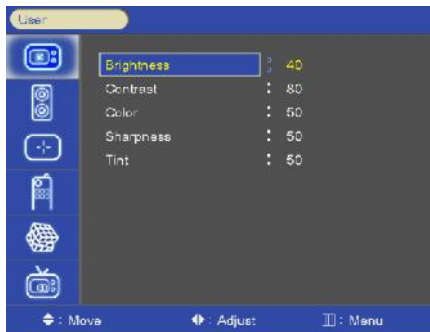 User
Brightness : 40
Contrast : 80
Color : 50
Sharpness : 50
Tint : 50
: Move : Adjust : Menu